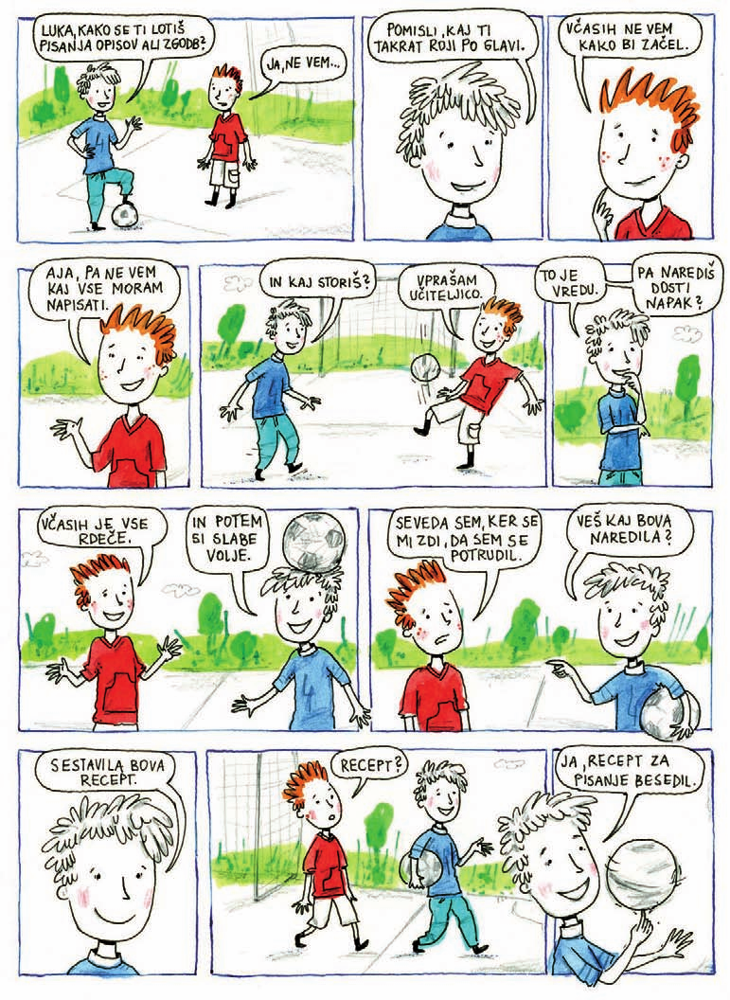 LUKA, KAKO SE TI LOTIŠ
PISANJA OPISOV ALI ZGODB?
JA, NE VEM...
POMISLI, KAJ TI
TAKRAT ROJI PO GLAVI.
VČASIH NE VEM
KAKO BI ZAČEL.
AJA, PA NE VEM
KAJ VSE MORAM
NAPISATI.
IN KAJ STORIŠ?
VPRAŠAM
UČITELJICO.
TO JE
VREDU.
PA NAREDIŠ
DOSTI
NAPAK?
VČASIH JE VSE
RDEČE.
IN POTEM
SI SLABE
VOLJE.
4
SEVEDA SEM, KER SE
MI ZDI, DA SEM SE
POTRUDIL.
VEŠ KAJ BOVA
NAREDILA?
4
SESTAVILA BOVA
RECEPT.
RECEPT?
JA, RECEPT ZA
PISANJE BESEDIL.